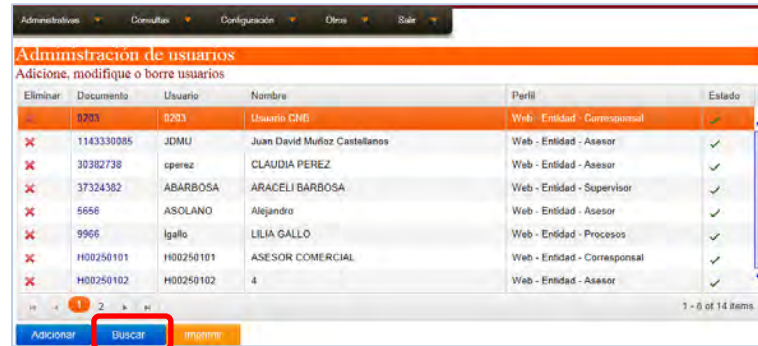 Administrativas Consultas Configuración Otros Salir
Administración de usuarios
Adicione, modifique o borre usuarios
Eliminar Documento Usuario Nombre Perfil Estado
0203 0203 Usuario CNB Web - Entidad - Corresponsal
1143330085 JDMU Juan David Muñoz Castellanos Web - Entidad - Asesor
30382738 cperez CLAUDIA PEREZ Web - Entidad - Asesor
37324382 ABARBOSA ARACELI BARBOSA Web - Entidad - Supervisor
5656 ASOLANO Alejandro Web - Entidad - Asesor
9966 lgallo LILIA GALLO Web - Entidad - Procesos
H00250101 H00250101 ASESOR COMERCIAL Web - Entidad - Corresponsal
H00250102 H00250102 4 Web - Entidad - Asesor
1 2 1 - 8 of 14 items
Adicionar Buscar Imprimir